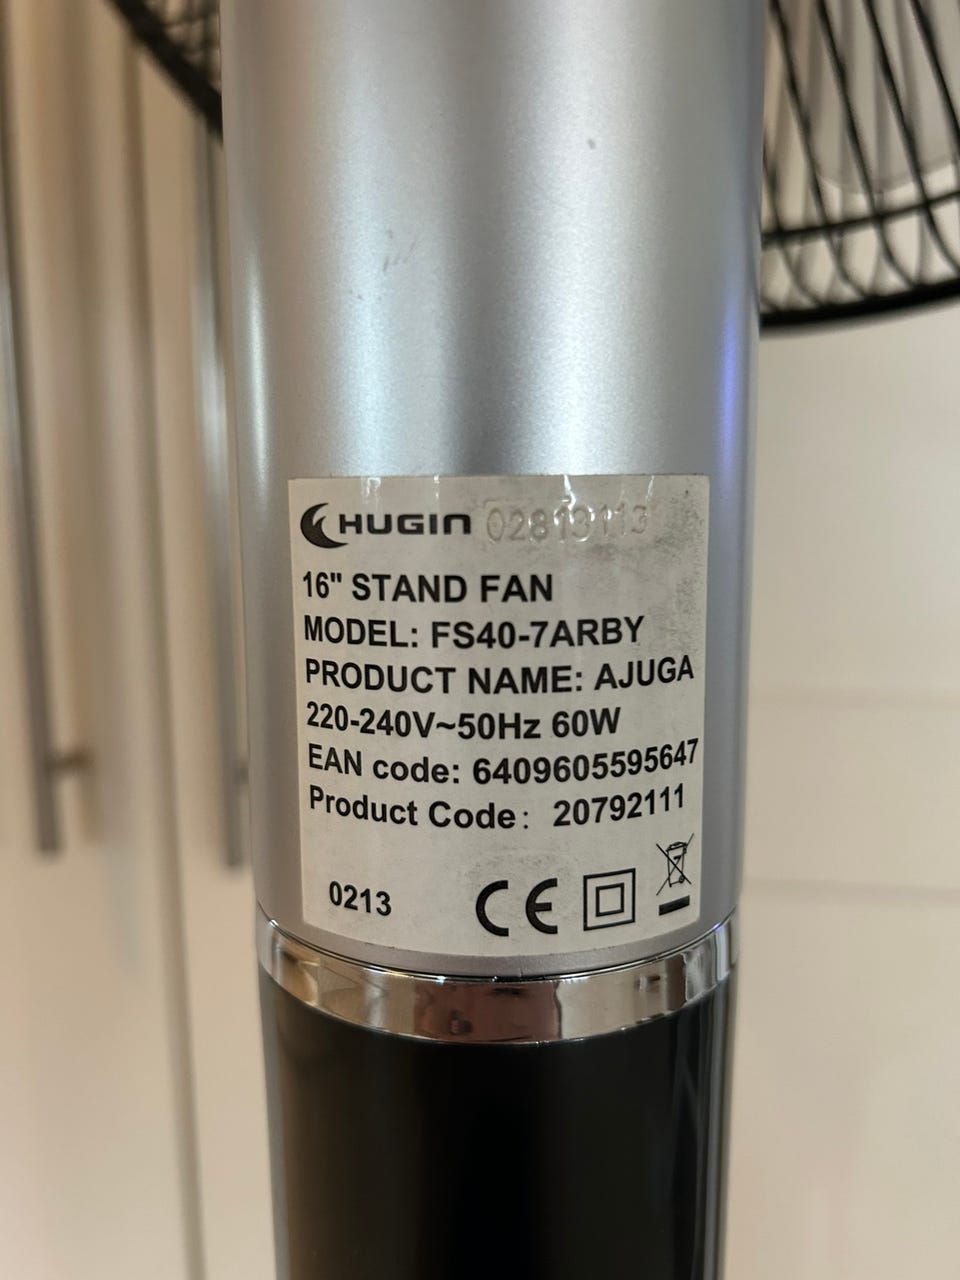 HUGIN 02813113
16" STAND FAN
MODEL: FS40-7ARBY
PRODUCT NAME: AJUGA
220-240V~50Hz 60W
EAN code: 6409605595647
Product Code: 20792111
0213 CE